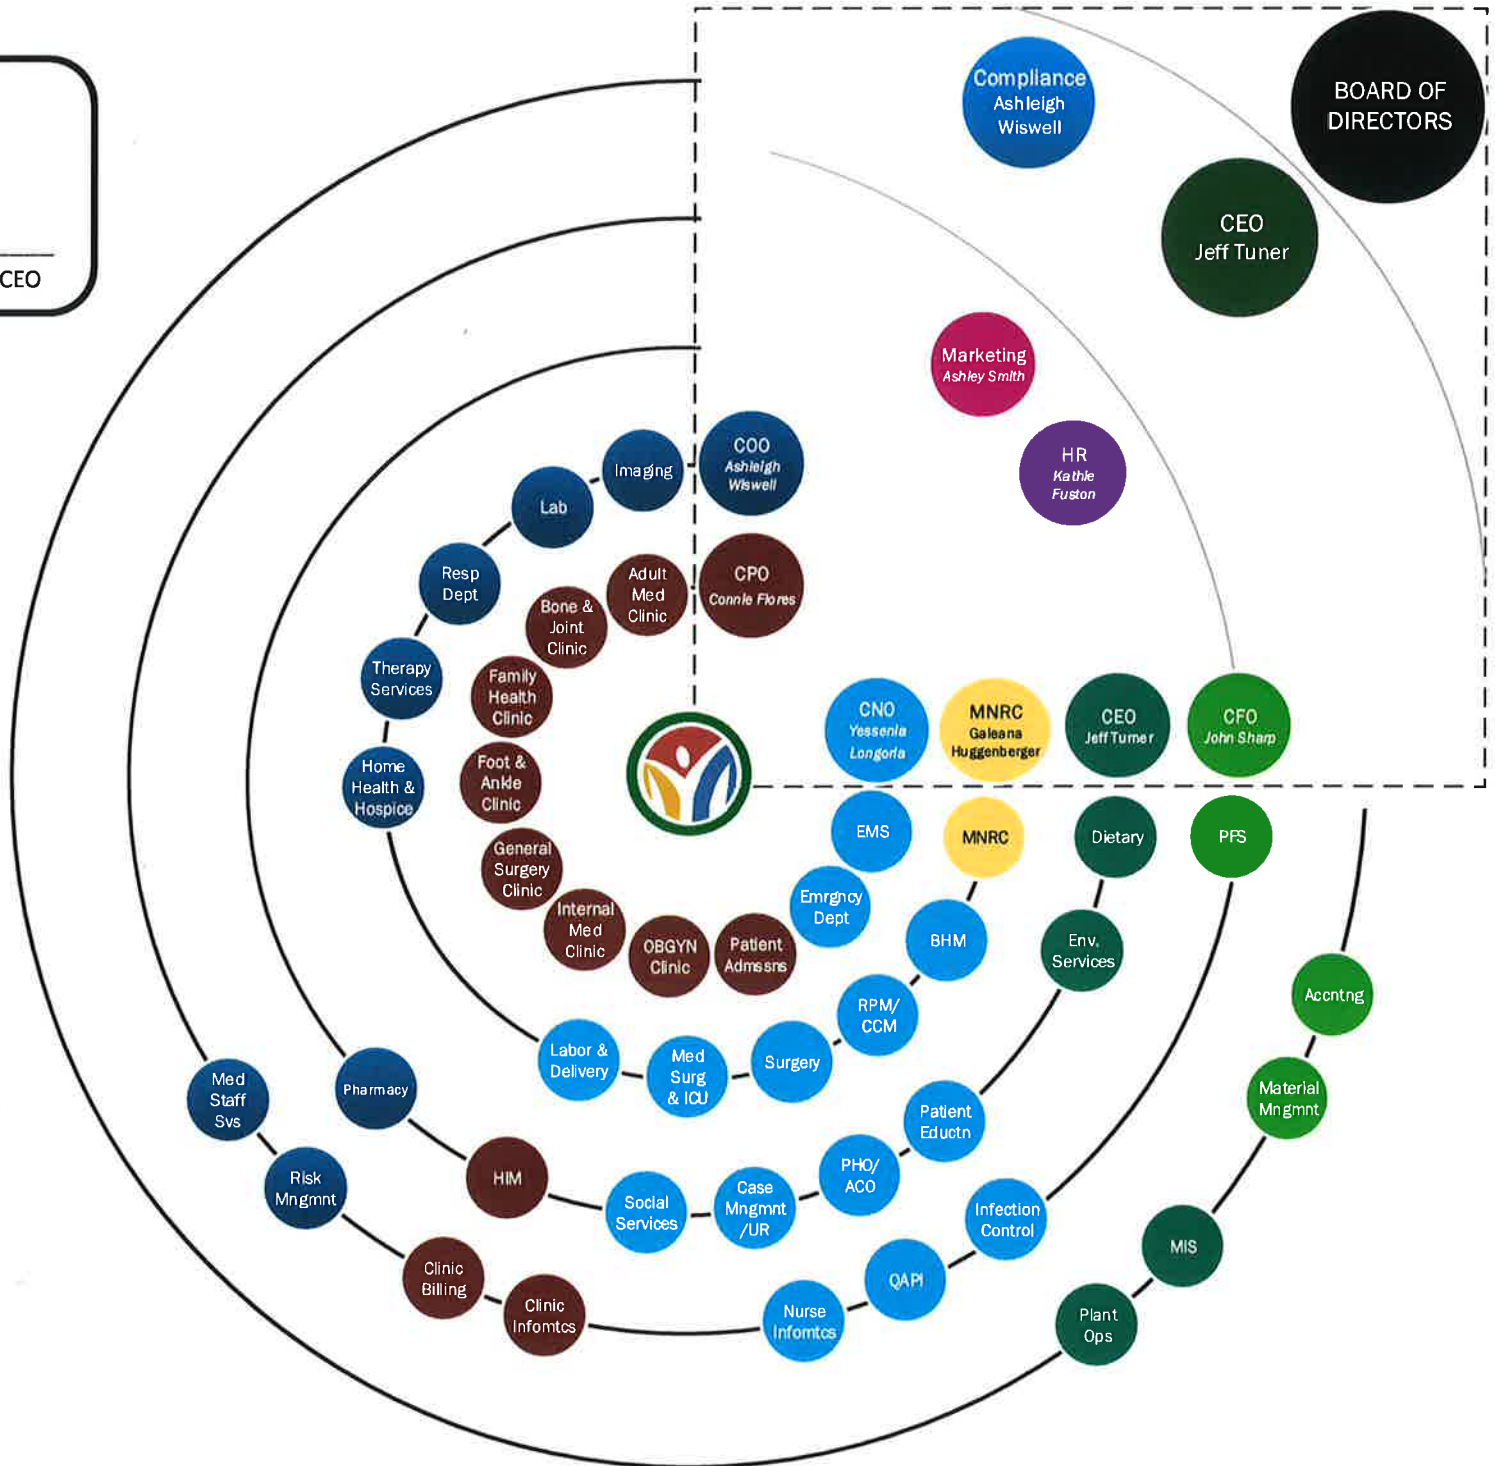 CEO
BOARD OF
DIRECTORS
Compliance
Ashleigh
Wiswell
CEO
Jeff Tuner
Marketing
Ashley Smith
HR
Kathie
Fuston
COO
Ashleigh
Wiswell
Imaging
Lab
Resp
Dept
Therapy
Services
Home
Health &
Hospice
CPO
Connie Flores
Adult
Med
Clinic
Bone &
Joint
Clinic
Family
Health
Clinic
Foot &
Ankle
Clinic
General
Surgery
Clinic
Internal
Med
Clinic
OBGYN
Clinic
Patient
Admssns
CNO
Yessenia
Longoria
MNRC
Galeana
Huggenberger
CEO
Jeff Turner
CFO
John Sharp
EMS
MNRC
Dietary
PFS
Emrgncy
Dept
BHM
Env.
Services
Accntng
RPM/
CCM
Surgery
Med
Surg
& ICU
Labor &
Delivery
Material
Mngmnt
Med
Staff
Svs
Pharmacy
Patient
Eductn
PHO/
ACO
Case
Mngmnt
/UR
Social
Services
HIM
Risk
Mngmnt
Infection
Control
MIS
QAPI
Nurse
Infomtcs
Clinic
Billing
Clinic
Infomtcs
Plant
Ops